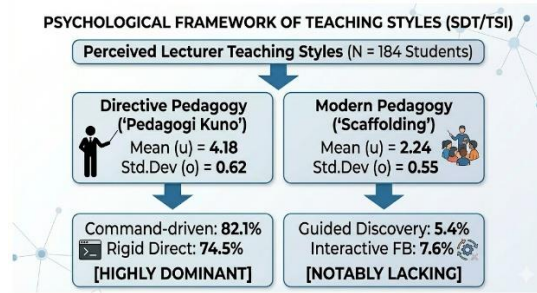 PSYCHOLOGICAL FRAMEWORK OF TEACHING STYLES (SDT/TSI)
Perceived Lecturer Teaching Styles (N = 184 Students)
Directive Pedagogy
('Pedagogi Kuno')
Mean (u) = 4.18
Std.Dev (o) = 0.62
Modern Pedagogy
('Scaffolding')
Mean (u) = 2.24
Std.Dev (o) = 0.55
Command-driven: 82.1%
Rigid Direct: 74.5%
[HIGHLY DOMINANT]
Guided Discovery: 5.4%
Interactive FB: 7.6%
[NOTABLY LACKING]